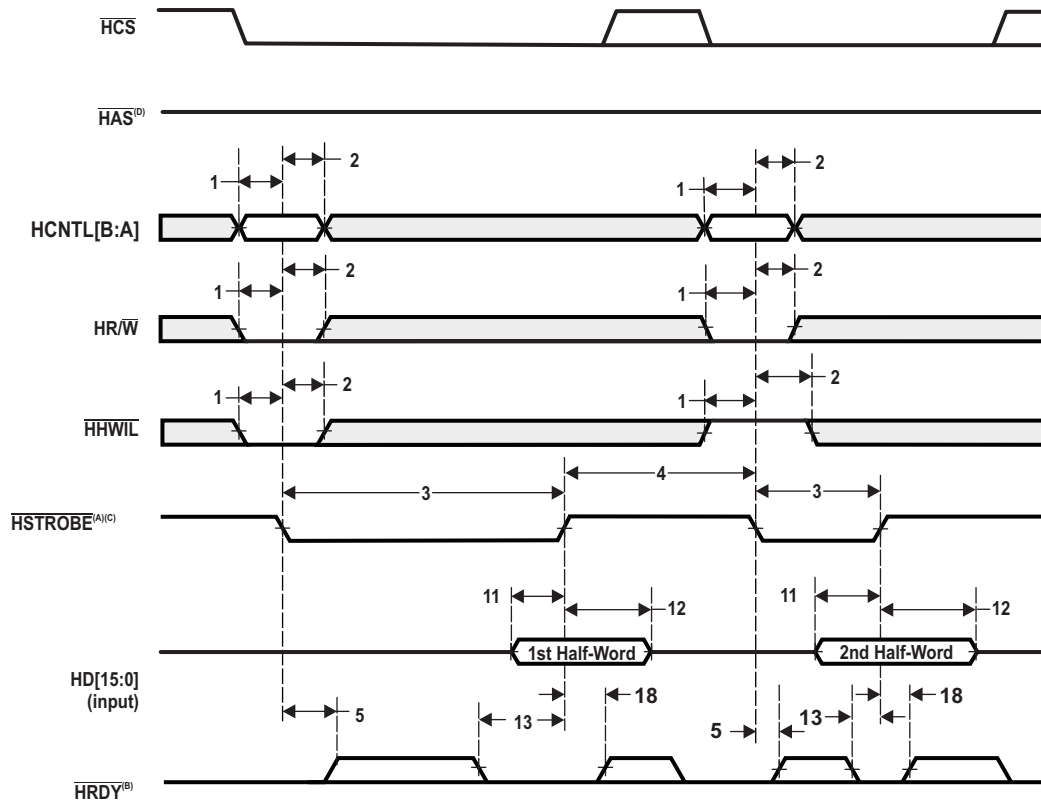 HCS
HAS(D)
2
1
HCNTL[B:A]
2
1
2
1
HR/W
2
1
2
1
HHWIL
2
1
3
4
3
HSTROBE(A)(C)
11
12
1st Half-Word
11
12
2nd Half-Word
HD[15:0]
(input)
5
13
18
5
13
18
HRDY(B)